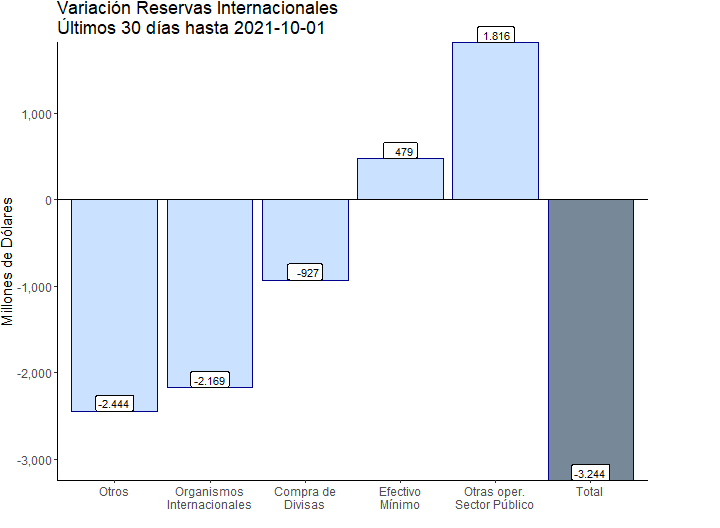 Variación Reservas Internacionales
Últimos 30 días hasta 2021-10-01
Millones de Dólares
1,000
0
-1,000
-2,000
-3,000
-2.444
-2.169
-927
479
1.816
-3.244
Otros
Organismos
Internacionales
Compra de
Divisas
Efectivo
Mínimo
Otras oper.
Sector Público
Total